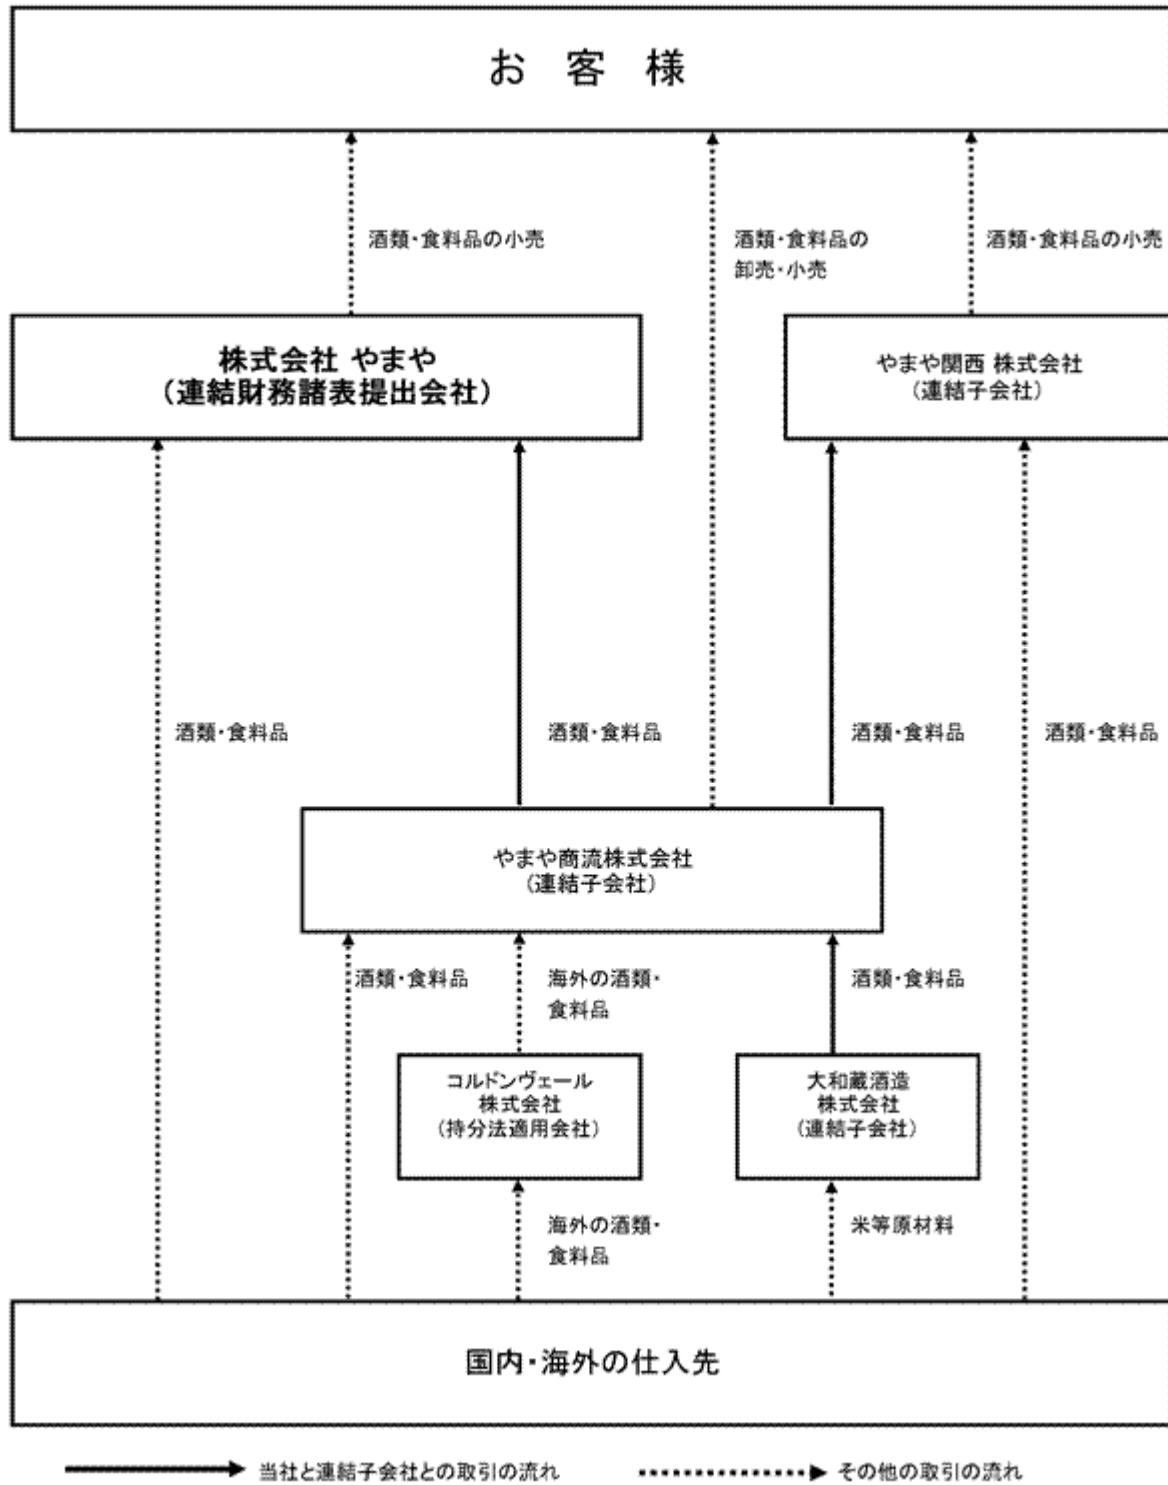 お 客 様
酒類・食料品の小売
酒類・食料品の
卸売・小売
酒類・食料品の小売
株式会社 やまや
（連結財務諸表提出会社）
やまや関西 株式会社
（連結子会社）
酒類・食料品
酒類・食料品
酒類・食料品
酒類・食料品
やまや商流株式会社
（連結子会社）
酒類・食料品
海外の酒類・
食料品
酒類・食料品
コルドンヴェール
株式会社
（持分法適用会社）
大和蔵酒造
株式会社
（連結子会社）
海外の酒類・
食料品
米等原材料
国内・海外の仕入先
当社と連結子会社との取引の流れ
その他の取引の流れ